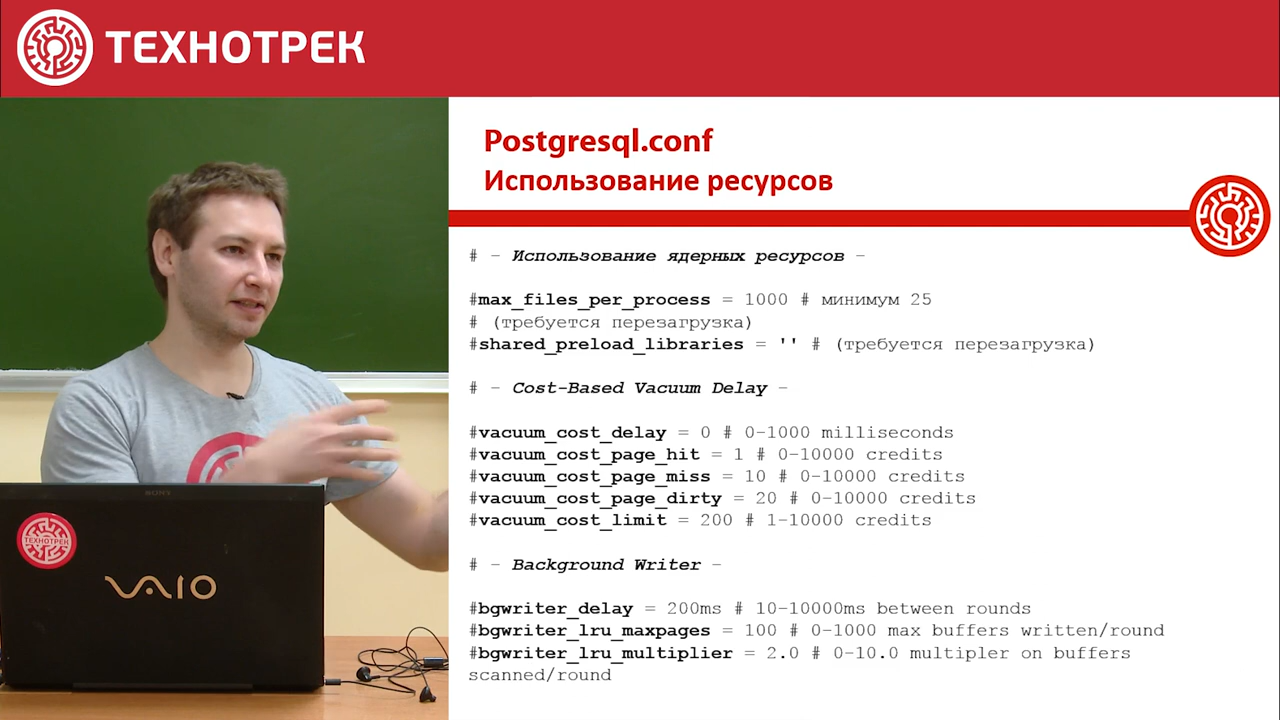 ТЕХНОТРЕК
Postgresql.conf
Использование ресурсов
# - Использование ядерных ресурсов -
#max_files_per_process = 1000 # минимум 25
# (требуется перезагрузка)
#shared_preload_libraries = '' # (требуется перезагрузка)
# - Cost-Based Vacuum Delay -
#vacuum_cost_delay = 0 # 0-1000 milliseconds
#vacuum_cost_page_hit = 1 # 0-10000 credits
#vacuum_cost_page_miss = 10 # 0-10000 credits
#vacuum_cost_page_dirty = 20 # 0-10000 credits
#vacuum_cost_limit = 200 # 1-10000 credits
# - Background Writer -
#bgwriter_delay = 200ms # 10-10000ms between rounds
#bgwriter_lru_maxpages = 100 # 0-1000 max buffers written/round
#bgwriter_lru_multiplier = 2.0 # 0-10.0 multipler on buffers
scanned/round
SONY
ТЕХНОТРЕК
VAIO